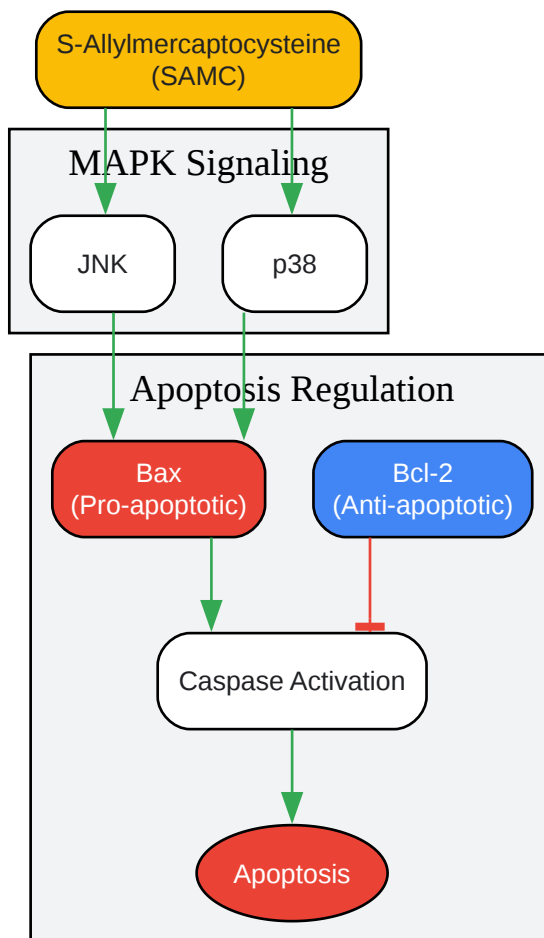 S-Allylmercaptocysteine
(SAMC)
MAPK Signaling
JNK
p38
Apoptosis Regulation
Bax
(Pro-apoptotic)
Bcl-2
(Anti-apoptotic)
Caspase Activation
Apoptosis